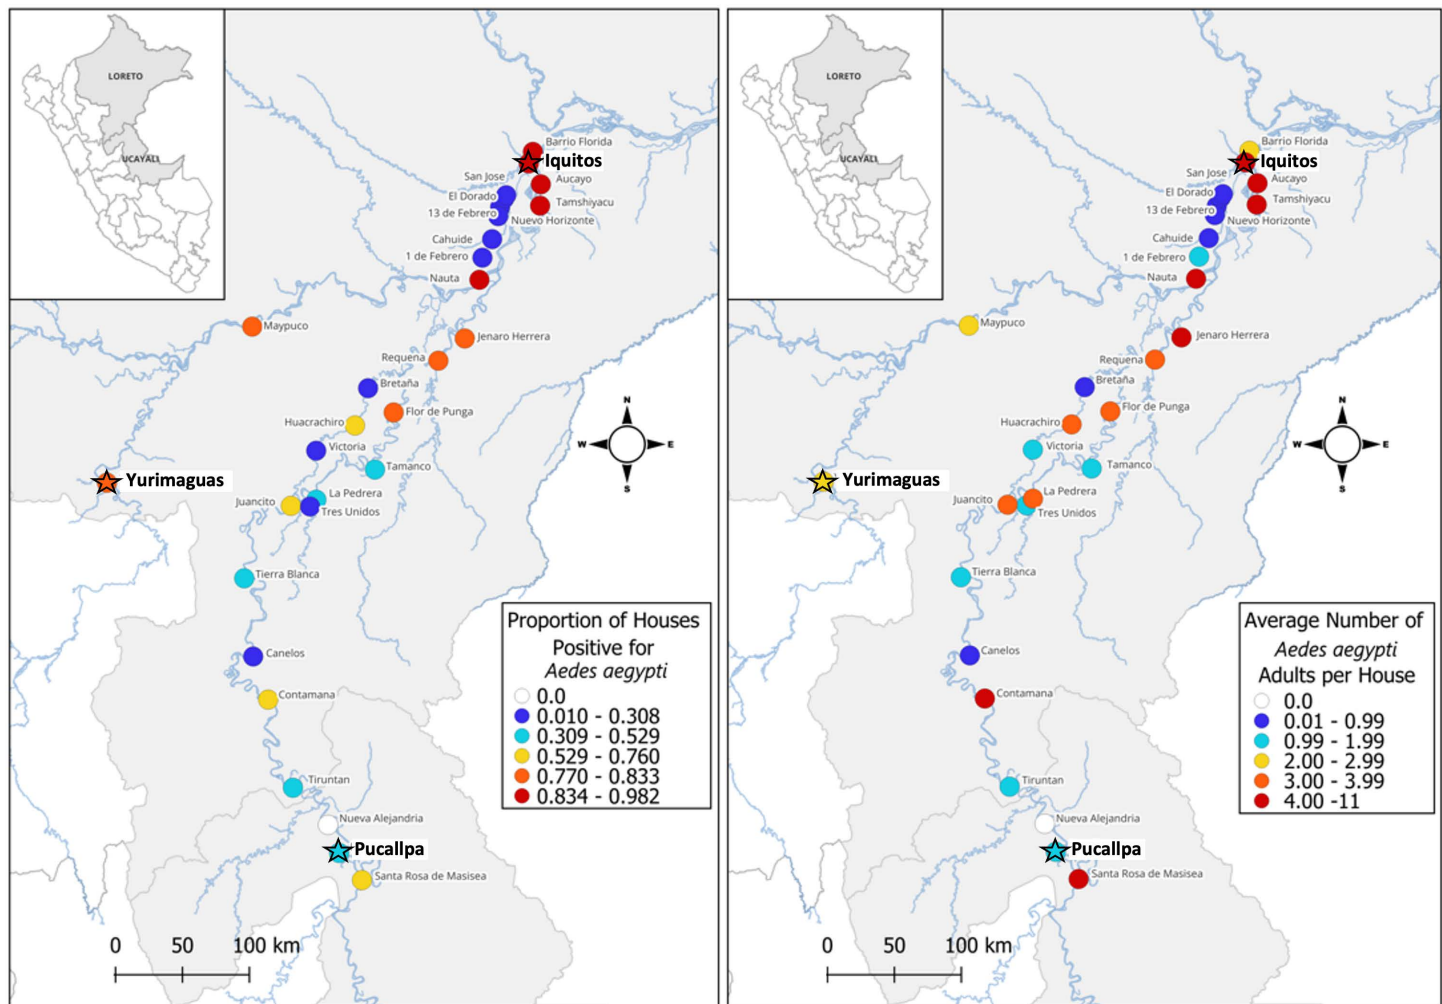 LORETO
UCAYALI
Barrio Florida
Iquitos
San Jose
Aucayo
El Dorado
Tamshiyacu
13 de Febrero
Nuevo Horizonte
Cahuide
1 de Febrero
Nauta
Maypuco
Jenaro Herrera
Requena
Bretaña
Flor de Punga
Huacrachiro
Victoria
Tamanco
Yurimaguas
Juancito
La Pedrera
Tres Unidos
Tierra Blanca
Canelos
Contamana
Tiruntan
Nueva Alejandria
Pucallpa
Santa Rosa de Masisea
N
W
E
S
Proportion of Houses
Positive for
Aedes aegypti
0.0
0.010 - 0.308
0.309 - 0.529
0.529 - 0.760
0.770 - 0.833
0.834 - 0.982
0 50 100 km
LORETO
UCAYALI
Barrio Florida
Iquitos
San Jose
Aucayo
El Dorado
Tamshiyacu
13 de Febrero
Nuevo Horizonte
Cahuide
1 de Febrero
Nauta
Maypuco
Jenaro Herrera
Requena
Bretaña
Flor de Punga
Huacrachiro
Victoria
Tamanco
Yurimaguas
Juancito
La Pedrera
Tres Unidos
Tierra Blanca
Canelos
Contamana
Tiruntan
Nueva Alejandria
Pucallpa
Santa Rosa de Masisea
N
W
E
S
Average Number of
Aedes aegypti
Adults per House
0.0
0.01 - 0.99
0.99 - 1.99
2.00 - 2.99
3.00 - 3.99
4.00 -11
0 50 100 km